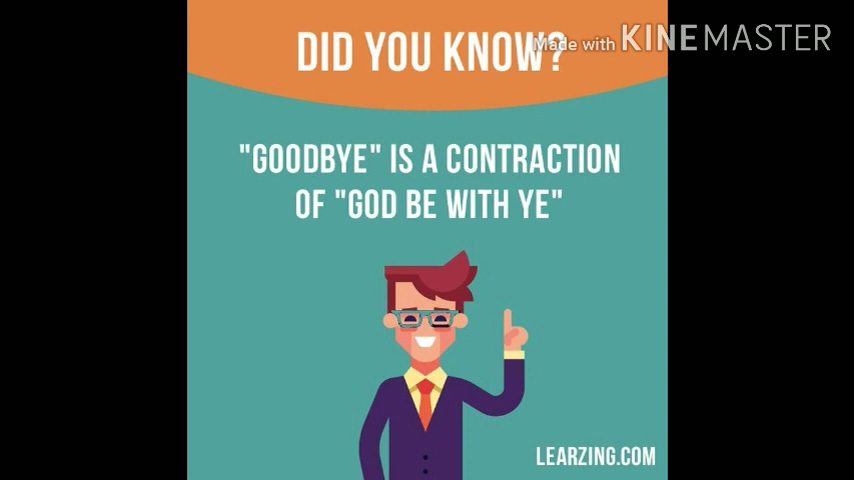 DID YOU KNOW?
Made with KINEMASTER
"GOODBYE" IS A CONTRACTION
OF "GOD BE WITH YE"
LEARZING.COM